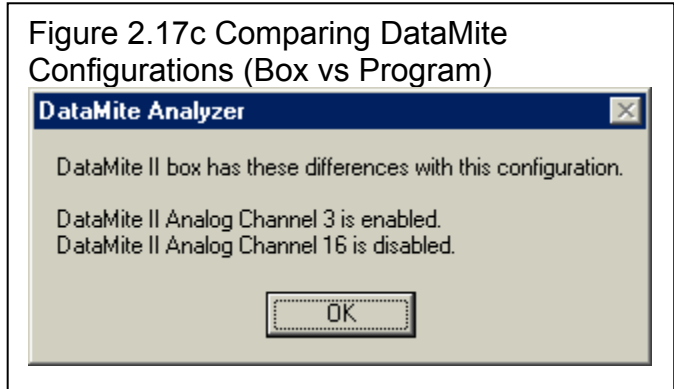 Figure 2.17c Comparing DataMite
Configurations (Box vs Program)
DataMite Analyzer
DataMite II box has these differences with this configuration.
DataMite II Analog Channel 3 is enabled.
DataMite II Analog Channel 16 is disabled.
OK